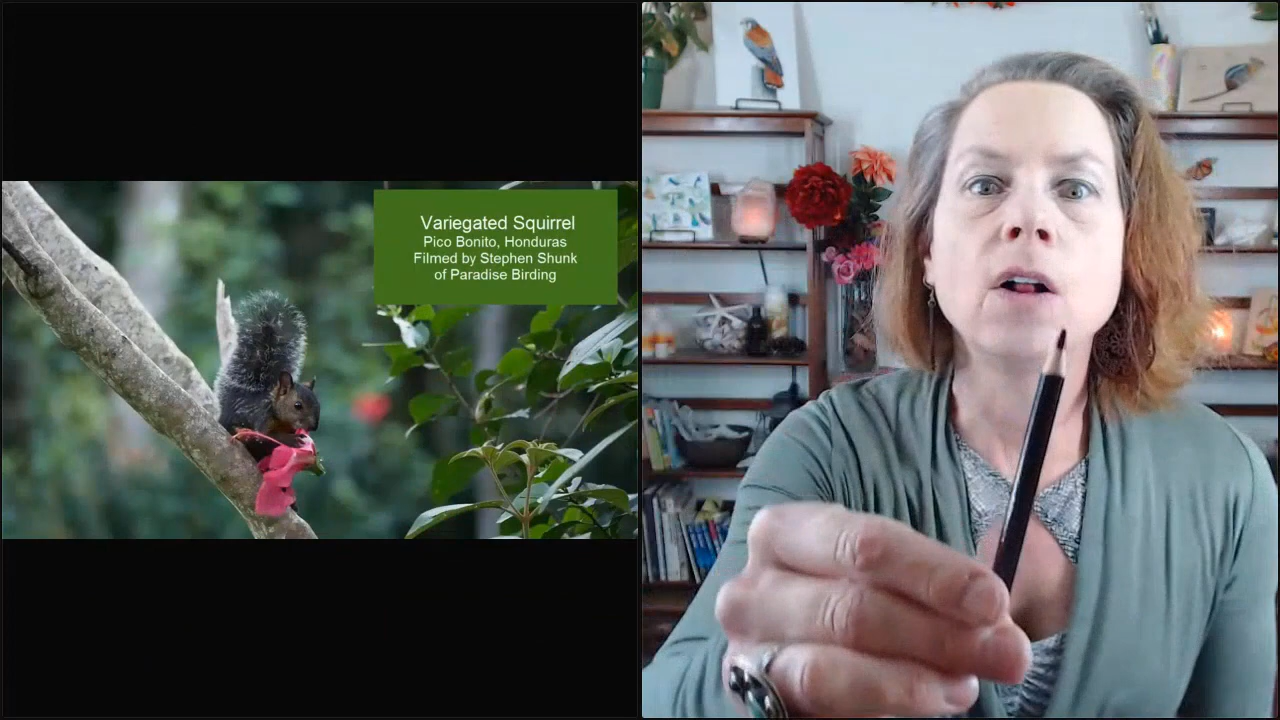 Variegated Squirrel
Pico Bonito, Honduras
Filmed by Stephen Shunk
of Paradise Birding